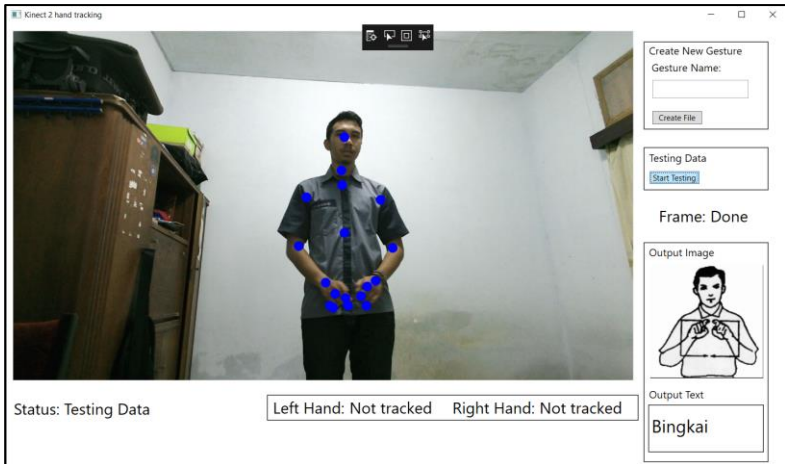 Kinect 2 hand tracking
Create New Gesture
Gesture Name:
Create File
Testing Data
Start Testing
Frame: Done
Output Image
Output Text
Bingkai
Status: Testing Data
Left Hand: Not tracked Right Hand: Not tracked